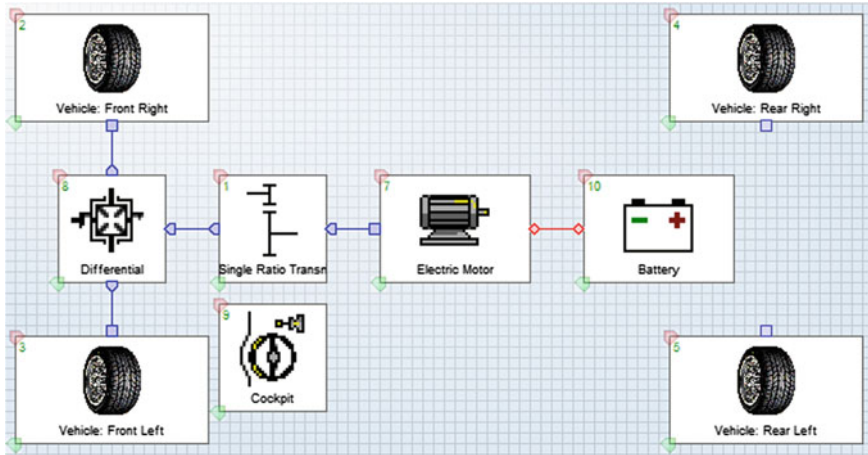 2
Vehicle: Front Right
4
Vehicle: Rear Right
8
Differential
1
Single Ratio Transr
7
Electric Motor
10
Battery
3
Vehicle: Front Left
9
Cockpit
5
Vehicle: Rear Left